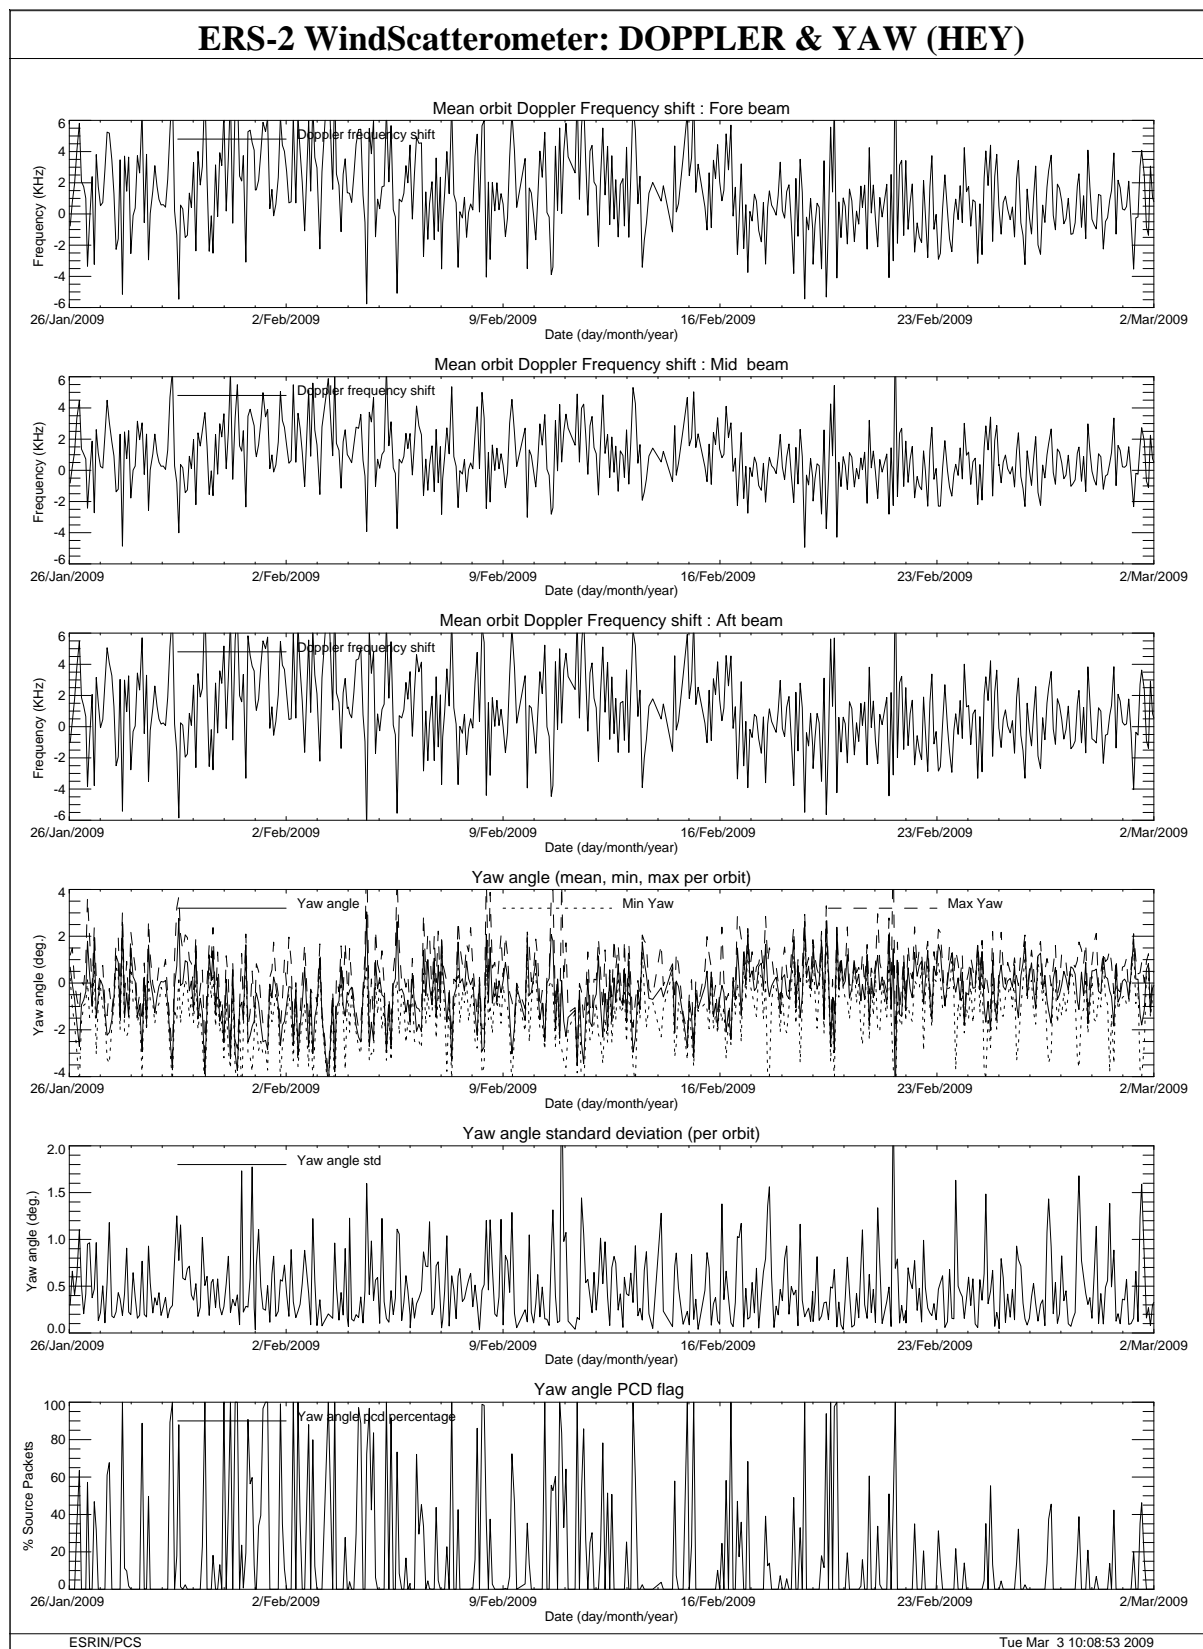 ERS-2 WindScatterometer: DOPPLER & YAW (HEY)
Mean orbit Doppler Frequency shift : Fore beam
Doppler frequency shift
Frequency (KHz)
6
4
2
0
-2
-4
-6
26/Jan/2009 2/Feb/2009 9/Feb/2009 16/Feb/2009 23/Feb/2009 2/Mar/2009
Date (day/month/year)
Mean orbit Doppler Frequency shift : Mid beam
Doppler frequency shift
Frequency (KHz)
6
4
2
0
-2
-4
-6
26/Jan/2009 2/Feb/2009 9/Feb/2009 16/Feb/2009 23/Feb/2009 2/Mar/2009
Date (day/month/year)
Mean orbit Doppler Frequency shift : Aft beam
Doppler frequency shift
Frequency (KHz)
6
4
2
0
-2
-4
-6
26/Jan/2009 2/Feb/2009 9/Feb/2009 16/Feb/2009 23/Feb/2009 2/Mar/2009
Date (day/month/year)
Yaw angle (mean, min, max per orbit)
Yaw angle Min Yaw Max Yaw
Yaw angle (deg.)
4
2
0
-2
-4
26/Jan/2009 2/Feb/2009 9/Feb/2009 16/Feb/2009 23/Feb/2009 2/Mar/2009
Date (day/month/year)
Yaw angle standard deviation (per orbit)
Yaw angle std
Yaw angle (deg.)
2.0
1.5
1.0
0.5
0.0
26/Jan/2009 2/Feb/2009 9/Feb/2009 16/Feb/2009 23/Feb/2009 2/Mar/2009
Date (day/month/year)
Yaw angle PCD flag
Yaw angle pcd percentage
% Source Packets
100
80
60
40
20
0
26/Jan/2009 2/Feb/2009 9/Feb/2009 16/Feb/2009 23/Feb/2009 2/Mar/2009
Date (day/month/year)
ESRIN/PCS Tue Mar 3 10:08:53 2009